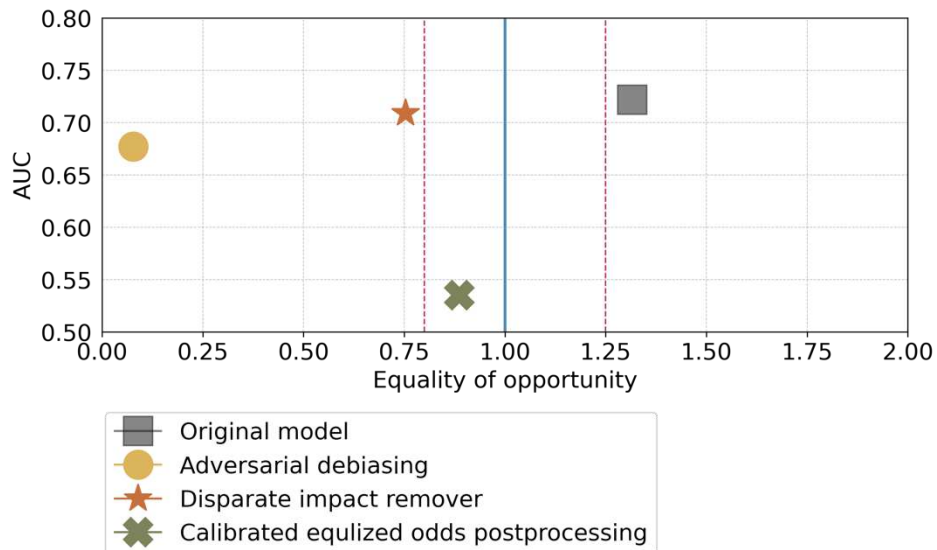 0.80
0.75
0.70
0.65
0.60
0.55
0.50
AUC
0.00 0.25 0.50 0.75 1.00 1.25 1.50 1.75 2.00
Equality of opportunity
Original model
Adversarial debiasing
Disparate impact remover
Calibrated equlized odds postprocessing